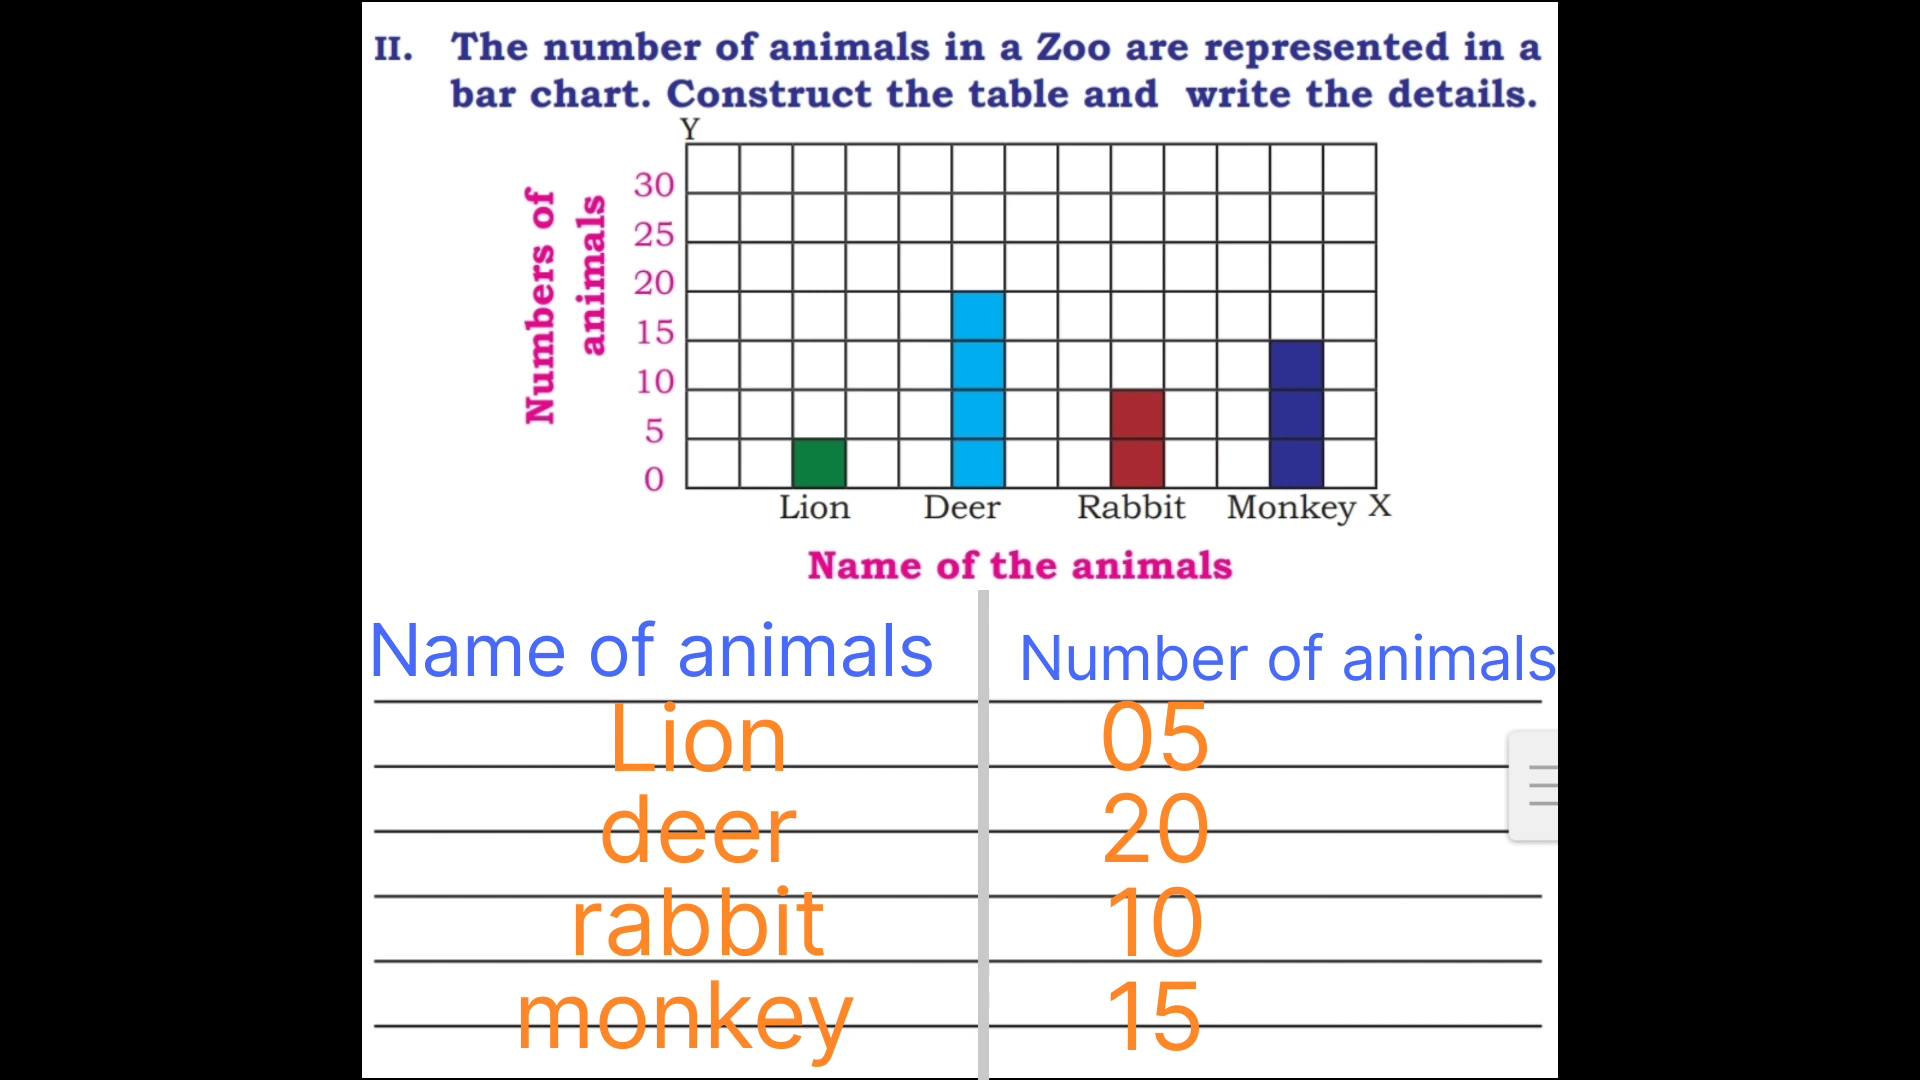 II. The number of animals in a Zoo are represented in a
bar chart. Construct the table and write the details.
Y
Numbers of
animals
30
25
20
15
10
5
0
Lion Deer Rabbit Monkey X
Name of the animals
Name of animals Number of animals
Lion 05
deer 20
rabbit 10
monkey 15